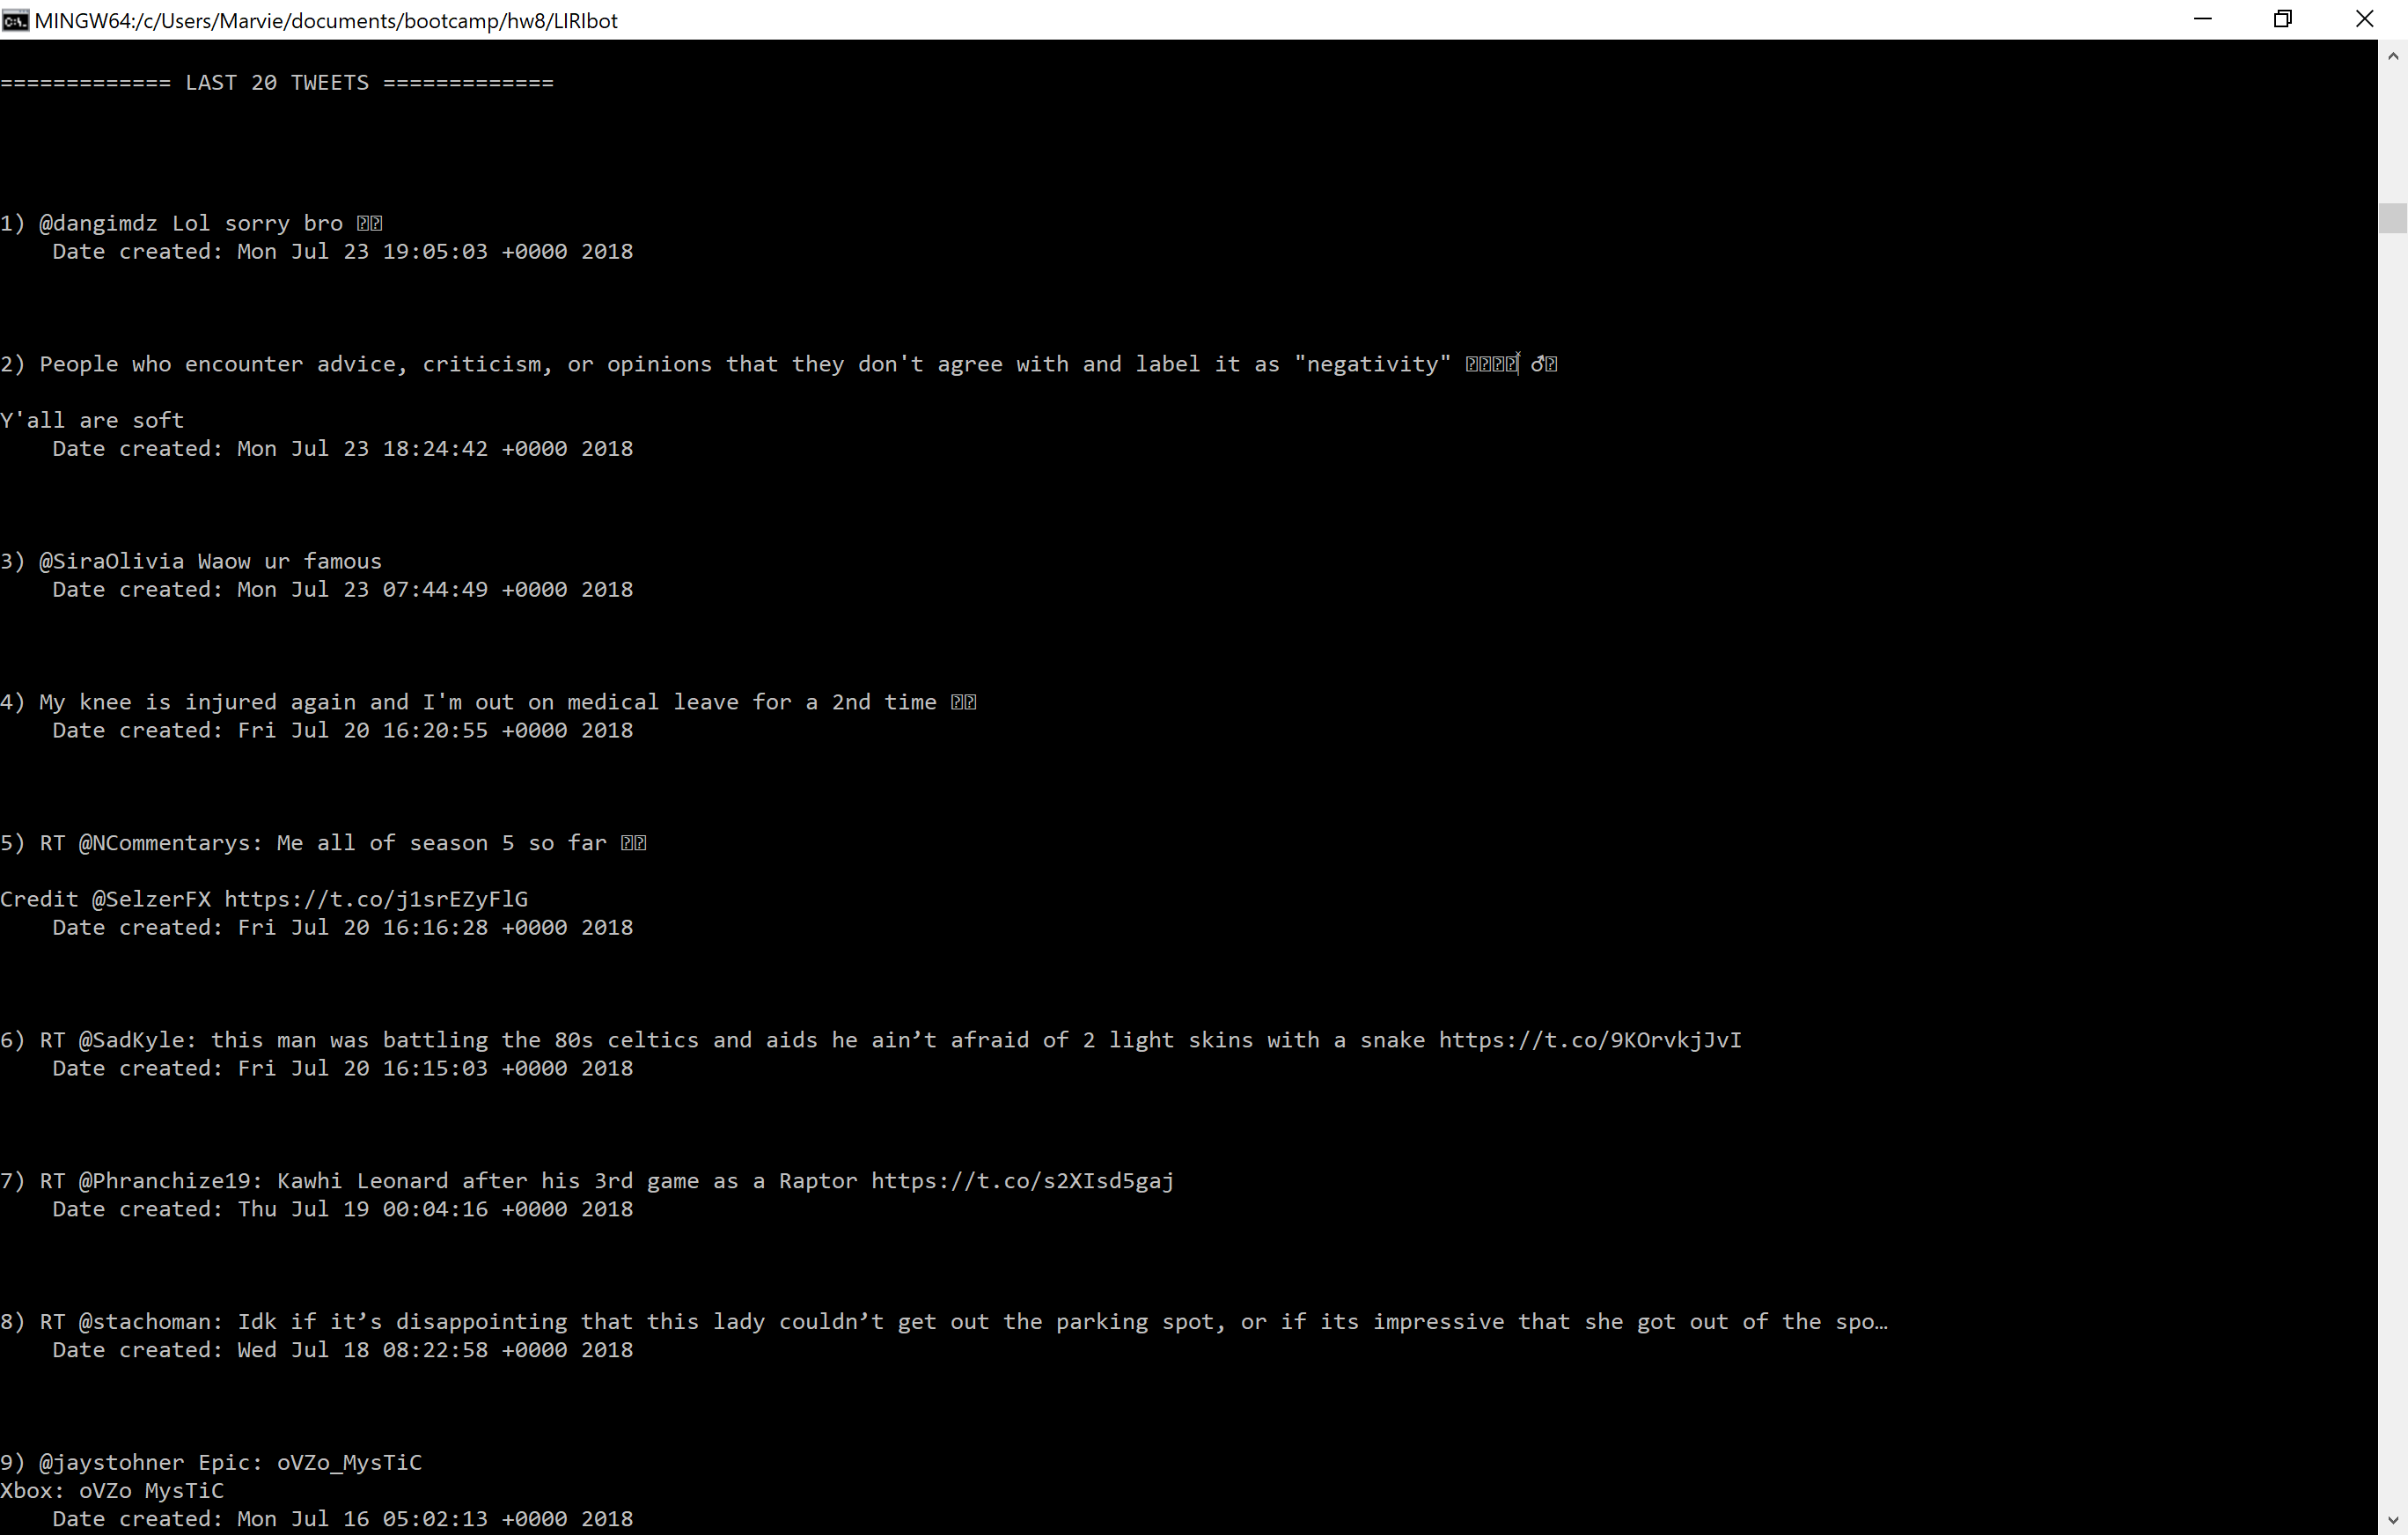 MINGW64:/c/Users/Marvie/documents/bootcamp/hw8/LIRIbot
============= LAST 20 TWEETS =============
1) @dangimdz Lol sorry bro
Date created: Mon Jul 23 19:05:03 +0000 2018
2) People who encounter advice, criticism, or opinions that they don't agree with and label it as "negativity" ♂
Y'all are soft
Date created: Mon Jul 23 18:24:42 +0000 2018
3) @SiraOlivia Waow ur famous
Date created: Mon Jul 23 07:44:49 +0000 2018
4) My knee is injured again and I'm out on medical leave for a 2nd time
Date created: Fri Jul 20 16:20:55 +0000 2018
5) RT @NCommentarys: Me all of season 5 so far
Credit @SelzerFX https://t.co/j1srEZyFlG
Date created: Fri Jul 20 16:16:28 +0000 2018
6) RT @SadKyle: this man was battling the 80s celtics and aids he ain’t afraid of 2 light skins with a snake https://t.co/9KOrvkjJvI
Date created: Fri Jul 20 16:15:03 +0000 2018
7) RT @Phranchize19: Kawhi Leonard after his 3rd game as a Raptor https://t.co/s2XIsd5gaj
Date created: Thu Jul 19 00:04:16 +0000 2018
8) RT @stachoman: Idk if it’s disappointing that this lady couldn’t get out the parking spot, or if its impressive that she got out of the spo…
Date created: Wed Jul 18 08:22:58 +0000 2018
9) @jaystohner Epic: oVZo_MysTiC
Xbox: oVZo MysTiC
Date created: Mon Jul 16 05:02:13 +0000 2018